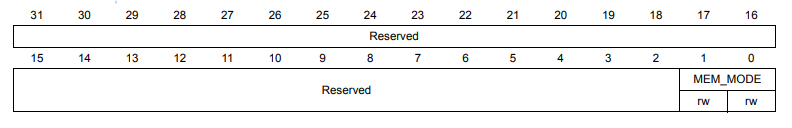 31 30 29 28 27 26 25 24 23 22 21 20 19 18 17 16
Reserved
15 14 13 12 11 10 9 8 7 6 5 4 3 2 1 0
Reserved MEM_MODE
rw rw